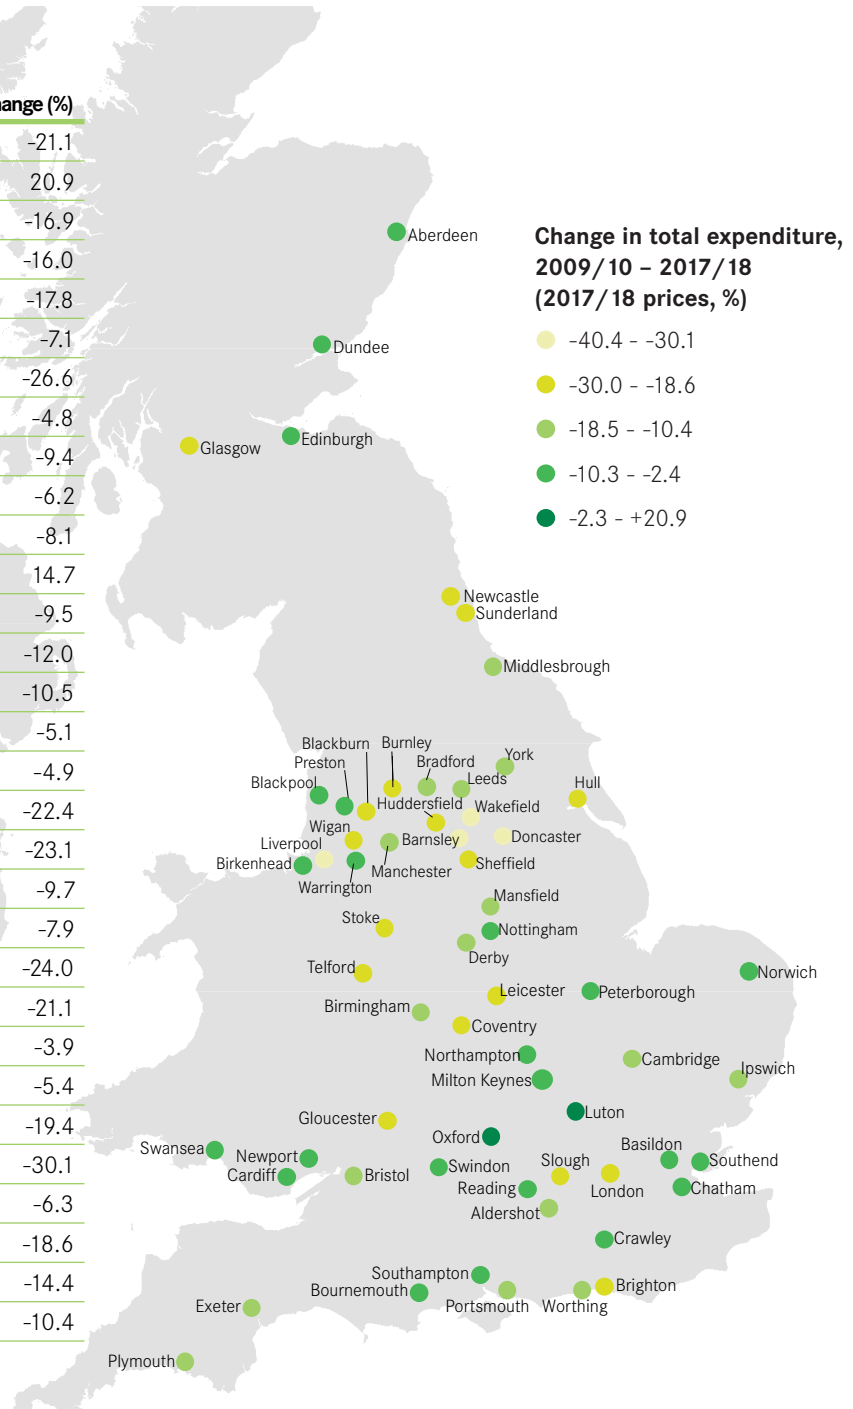 ange (%)
-21.1
20.9
-16.9
-16.0
-17.8
-7.1
-26.6
-4.8
-9.4
-6.2
-8.1
14.7
-9.5
-12.0
-10.5
-5.1
-4.9
-22.4
-23.1
-9.7
-7.9
-24.0
-21.1
-3.9
-5.4
-19.4
-30.1
-6.3
-18.6
-14.4
-10.4
Change in total expenditure,
2009/10 – 2017/18
(2017/18 prices, %)
-40.4 - -30.1
-30.0 - -18.6
-18.5 - -10.4
-10.3 - -2.4
-2.3 - +20.9
Aberdeen
Dundee
Edinburgh
Glasgow
Newcastle
Sunderland
Middlesbrough
Blackburn
Burnley
York
Preston
Bradford
Blackpool
Leeds
Hull
Huddersfield
Wakefield
Wigan
Doncaster
Liverpool
Barnsley
Birkenhead
Sheffield
Manchester
Warrington
Mansfield
Stoke
Nottingham
Derby
Telford
Norwich
Leicester
Peterborough
Birmingham
Coventry
Northampton
Cambridge
Ipswich
Milton Keynes
Luton
Gloucester
Oxford
Basildon
Swansea
Newport
Slough
Southend
Swindon
Cardiff
Bristol
Reading
London
Chatham
Aldershot
Crawley
Southampton
Brighton
Bournemouth
Portsmouth
Worthing
Exeter
Plymouth